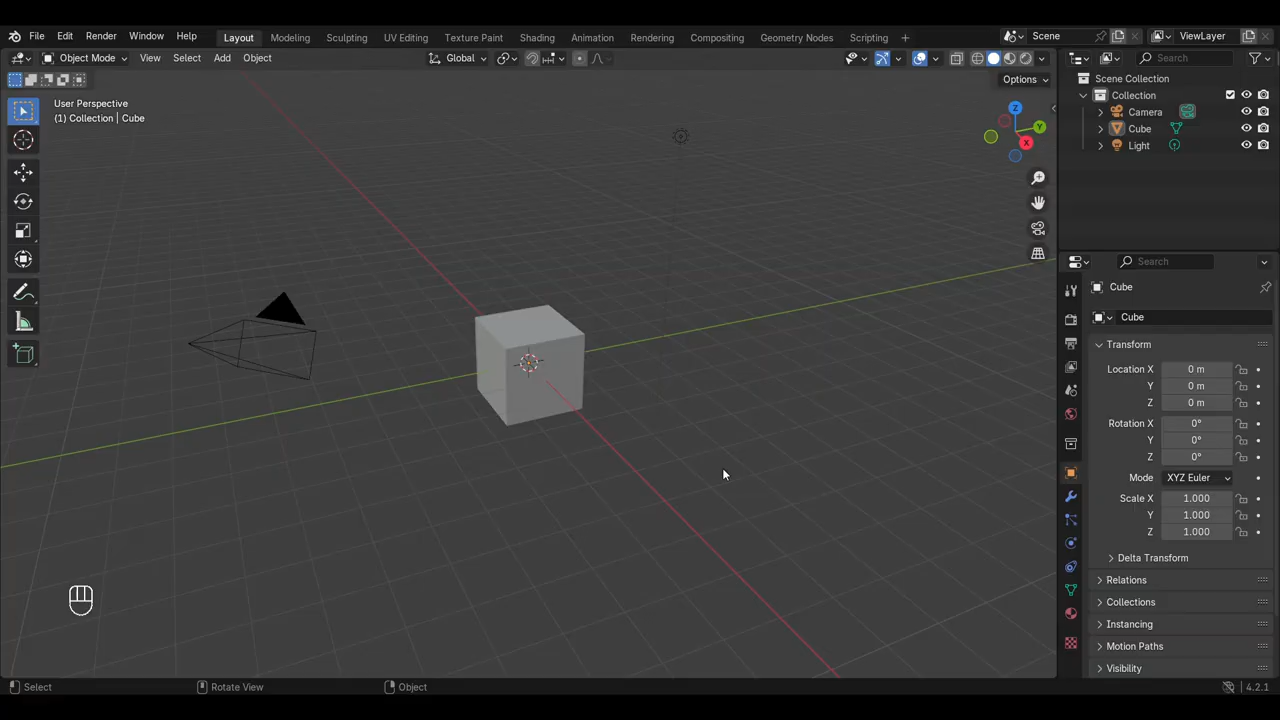 File Edit Render Window Help Layout Modeling Sculpting UV Editing Texture Paint Shading Animation Rendering Compositing Geometry Nodes Scripting + Scene ViewLayer
Object Mode View Select Add Object Global Search
Options
User Perspective
(1) Collection | Cube
Z
Y
X
Scene Collection
Collection
Camera
Cube
Light
Search
Cube
Cube
Transform
Location X 0 m
Y 0 m
Z 0 m
Rotation X 0°
Y 0°
Z 0°
Mode XYZ Euler
Scale X 1.000
Y 1.000
Z 1.000
Delta Transform
Relations
Collections
Instancing
Motion Paths
Visibility
Select Rotate View Object 4.2.1